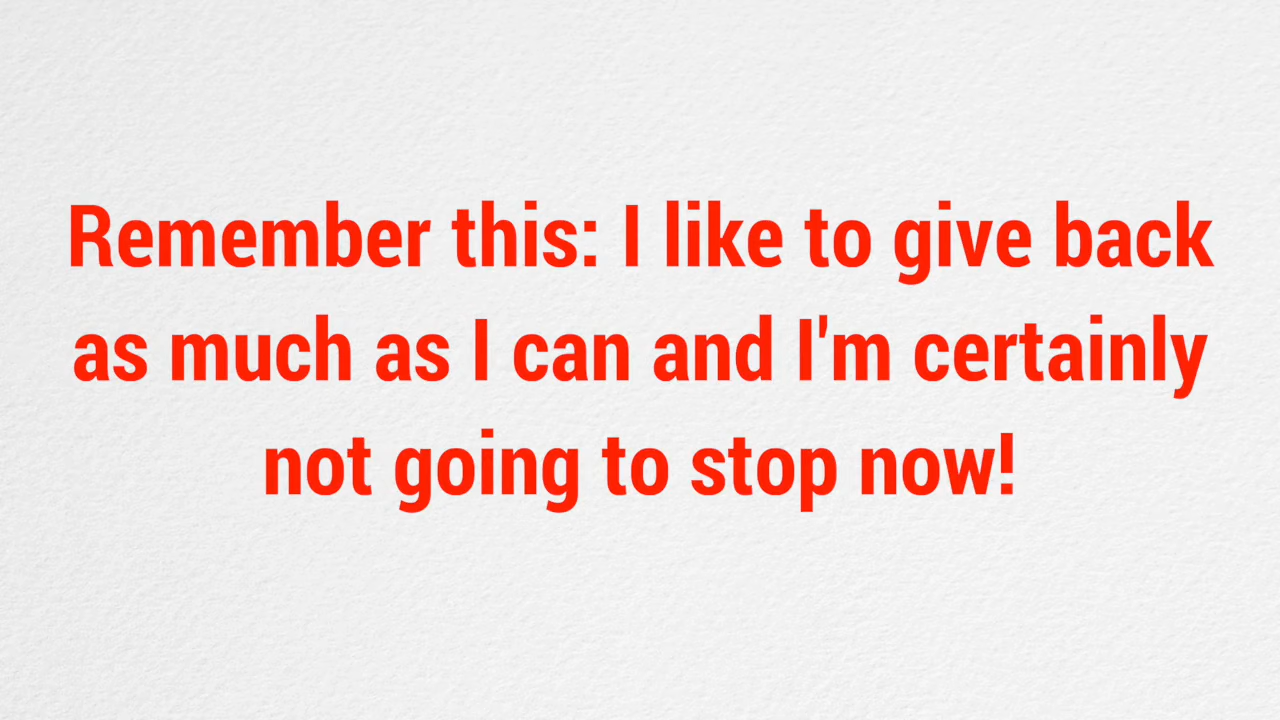 Remember this: I like to give back
as much as I can and I'm certainly
not going to stop now!